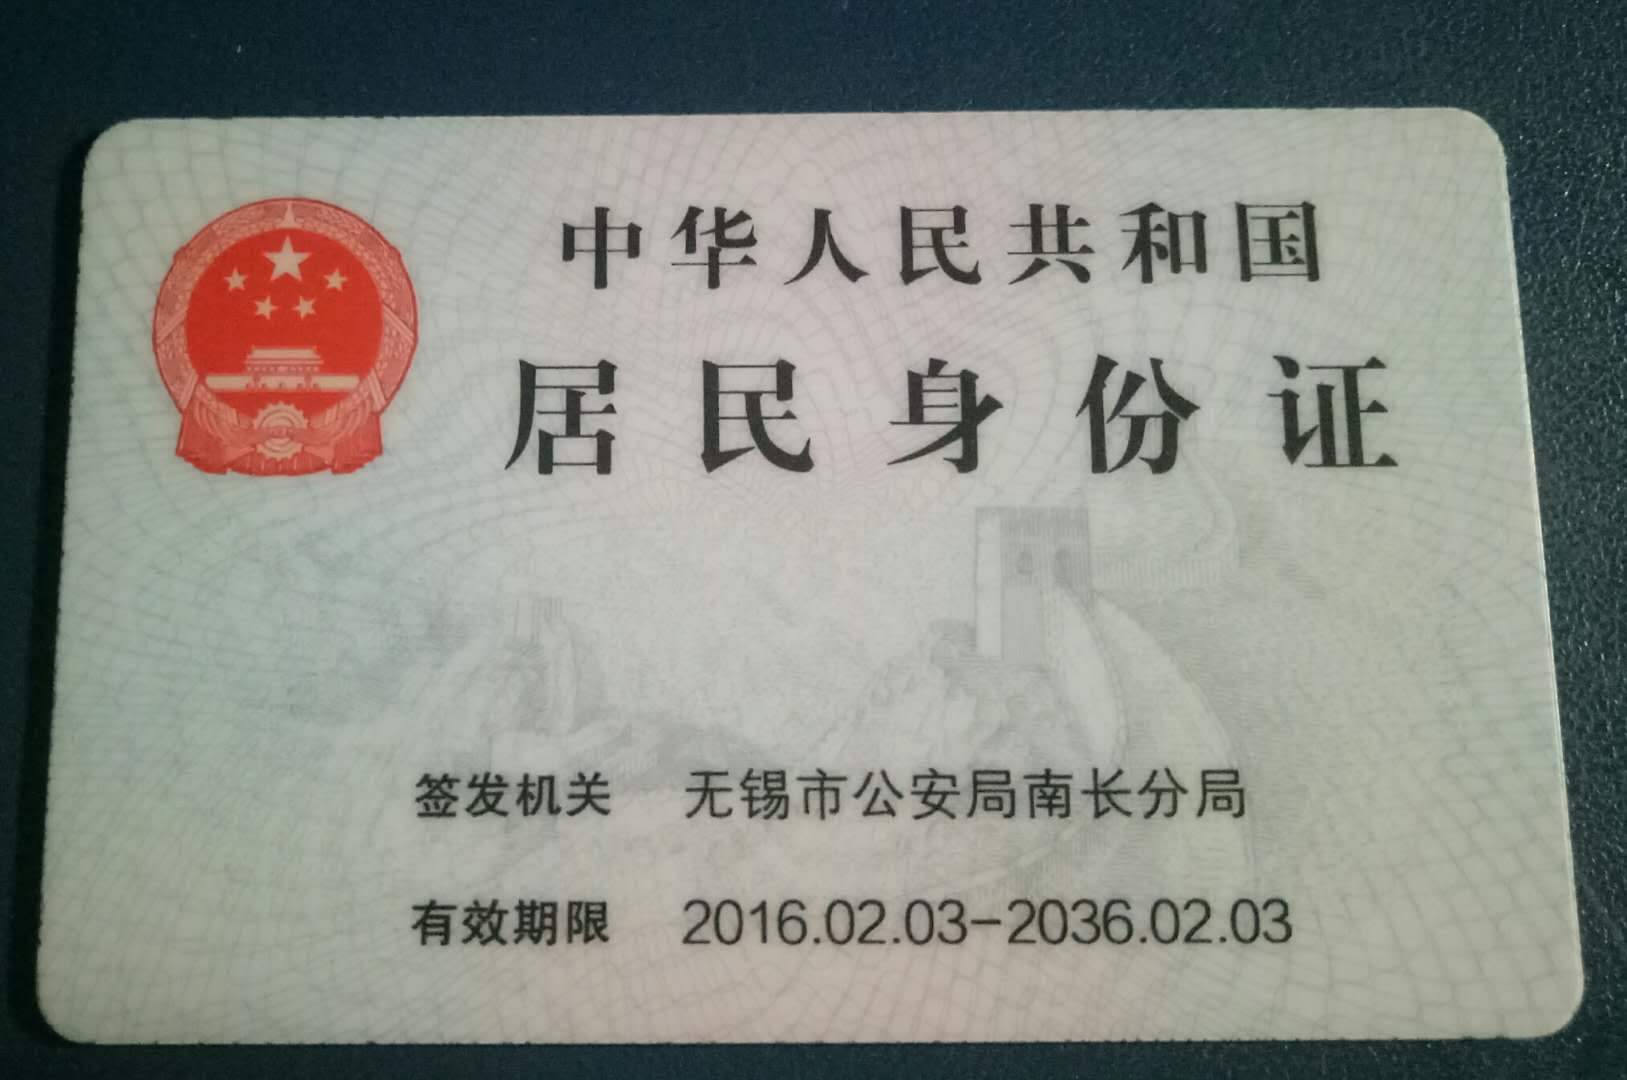 中华人民共和国
居民身份证
签发机关 无锡市公安局南长分局
有效期限 2016.02.03-2036.02.03